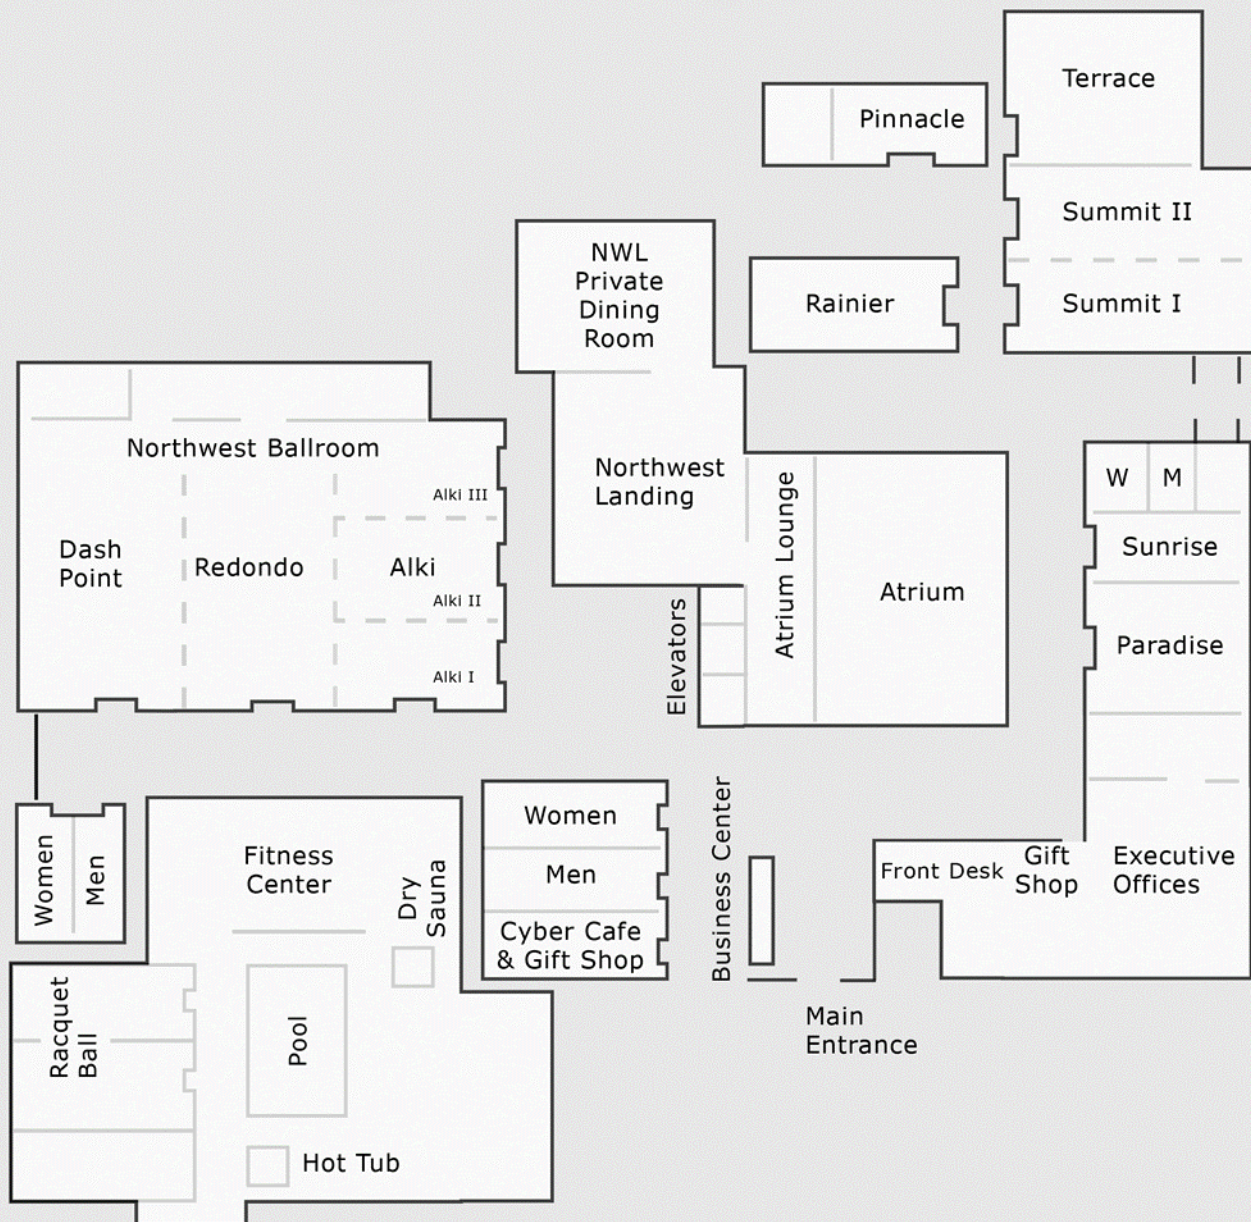 Terrace
Pinnacle
Summit II
NWL
Private
Dining
Room
Rainier
Summit I
Northwest Ballroom
Northwest
Landing
W
M
Alki III
Dash
Point
Redondo
Alki
Alki II
Alki I
Atrium Lounge
Atrium
Sunrise
Paradise
Elevators
Women
Men
Fitness
Center
Dry
Sauna
Women
Men
Cyber Cafe
& Gift Shop
Business Center
Front Desk
Gift
Shop
Executive
Offices
Racquet
Ball
Pool
Main
Entrance
Hot Tub